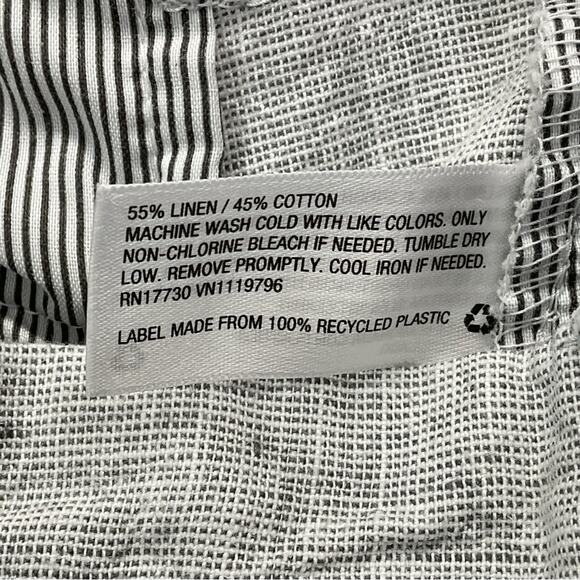 55% LINEN / 45% COTTON
MACHINE WASH COLD WITH LIKE COLORS. ONLY
NON-CHLORINE BLEACH IF NEEDED. TUMBLE DRY
LOW. REMOVE PROMPTLY. COOL IRON IF NEEDED.
RN17730 VN1119796
LABEL MADE FROM 100% RECYCLED PLASTIC